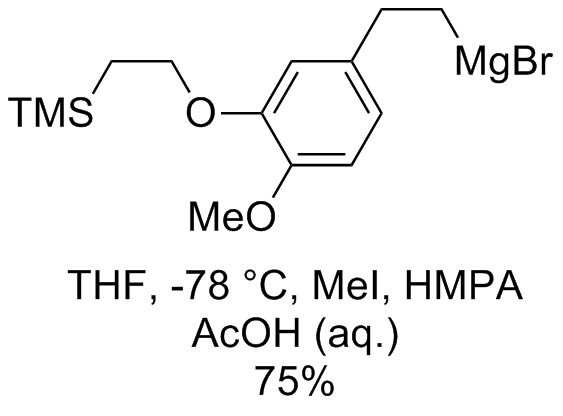 MgBr
TMS
O
MeO
THF, -78 °C, MeI, HMPA
AcOH (aq.)
75%